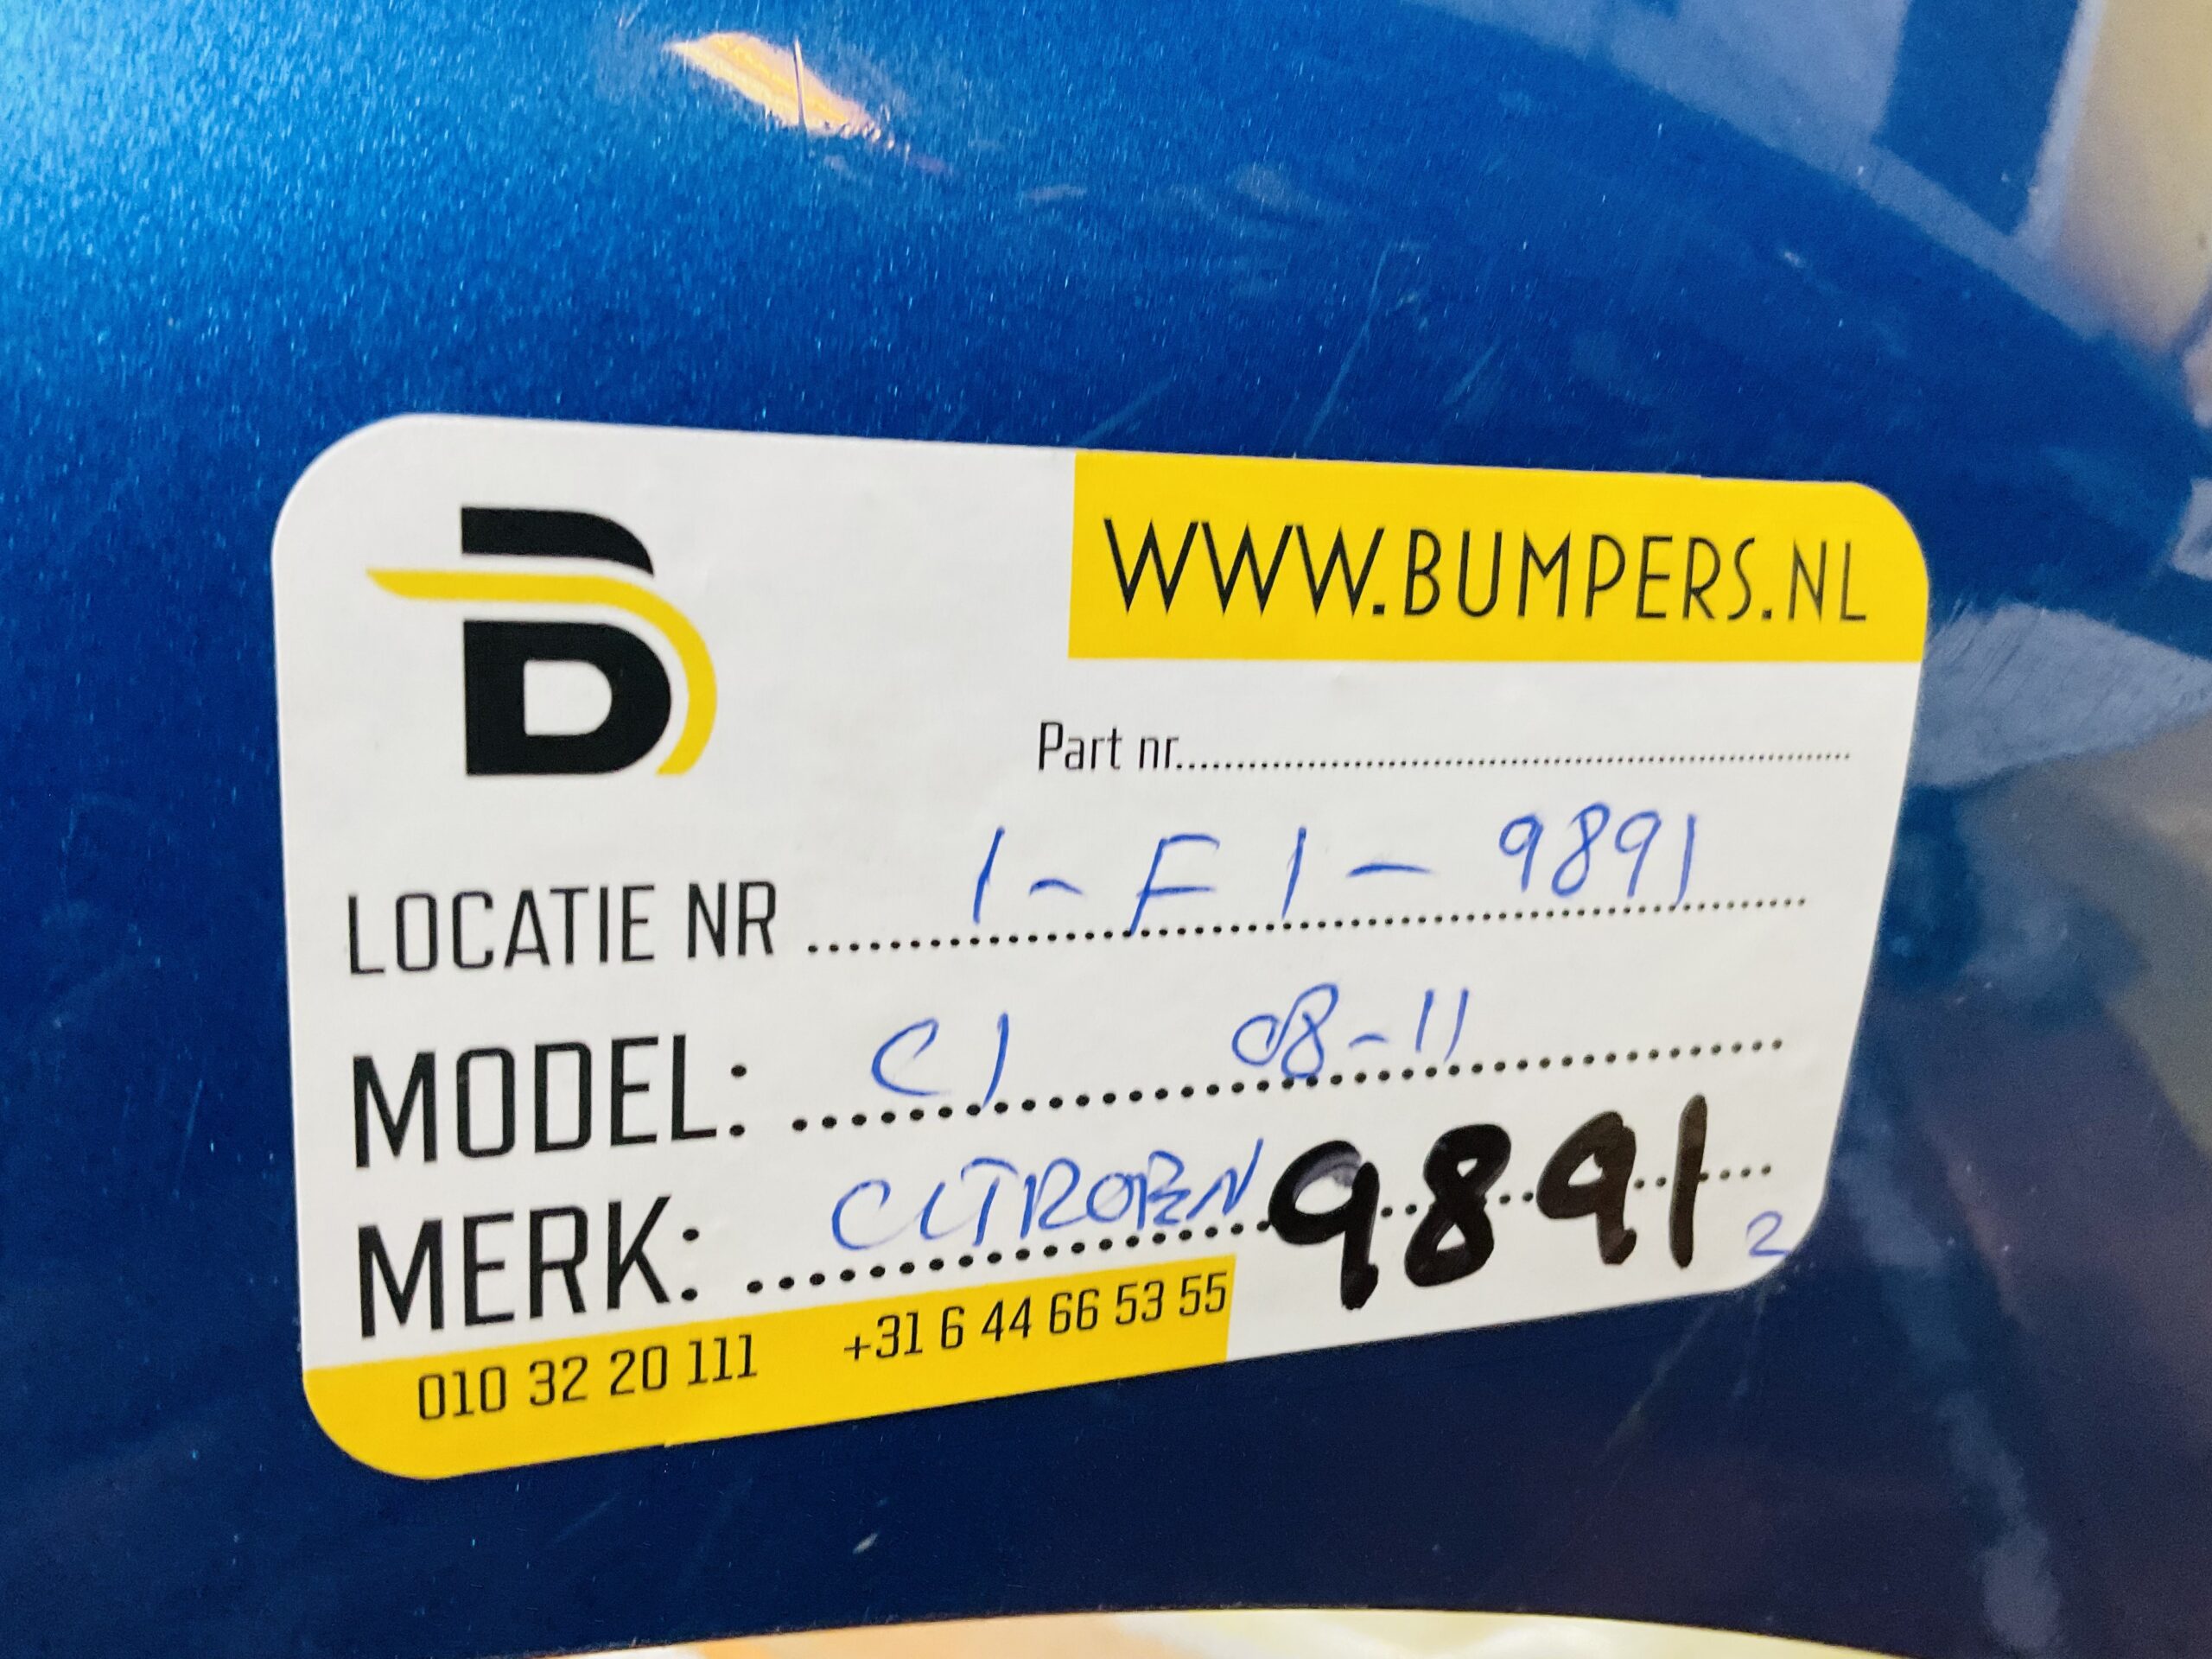 B
WWW.BUMPERS.NL
Part nr.
LOCATIE NR 1-F1-9891
MODEL: C1 08-11
MERK: CITROEN 9891 2
010 32 20 111 +31 6 44 66 53 55